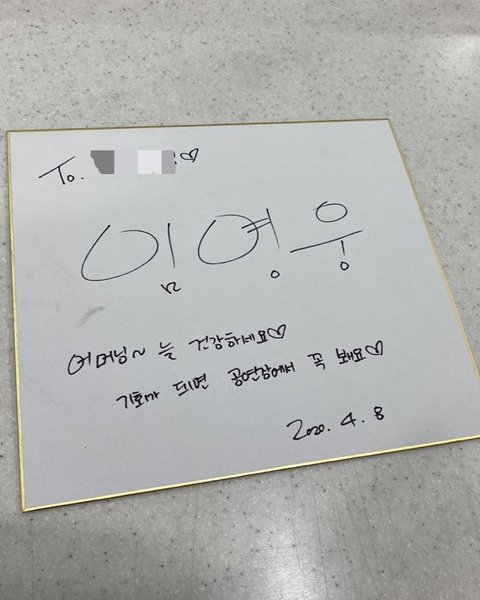 To. ♡
임영웅
어머님~ 늘 건강하세요♡
기회가 되면 공연장에서 꼭 봬요♡
2020. 4. 8